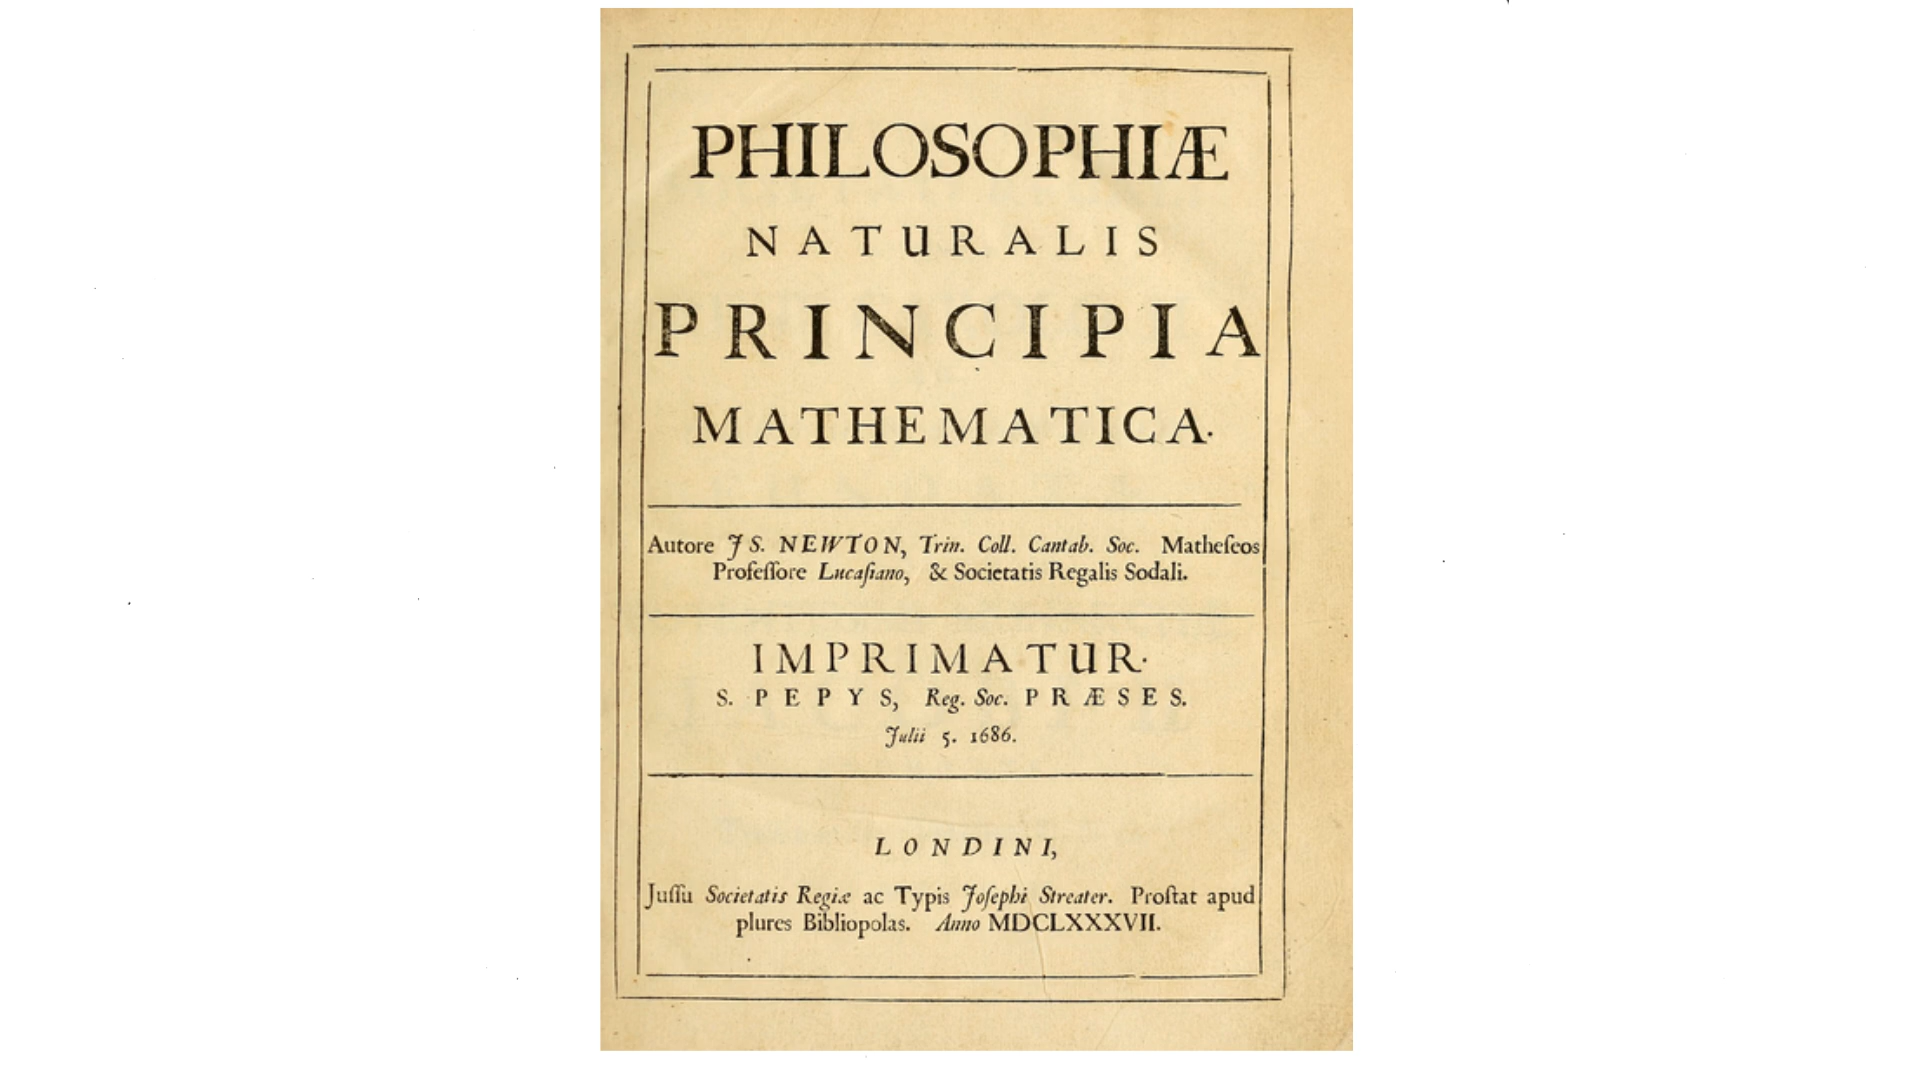 PHILOSOPHIÆ
NATURALIS
PRINCIPIA
MATHEMATICA.
Autore JS. NEWTON, Trin. Coll. Cantab. Soc. Matheſeos
Profeſſore Lucaſiano, & Societatis Regalis Sodali.
IMPRIMATUR.
S. PEPYS, Reg. Soc. PRÆSES.
Julii 5. 1686.
LONDINI,
Juſſu Societatis Regiæ ac Typis Joſephi Streater. Proſtat apud
plures Bibliopolas. Anno MDCLXXXVII.